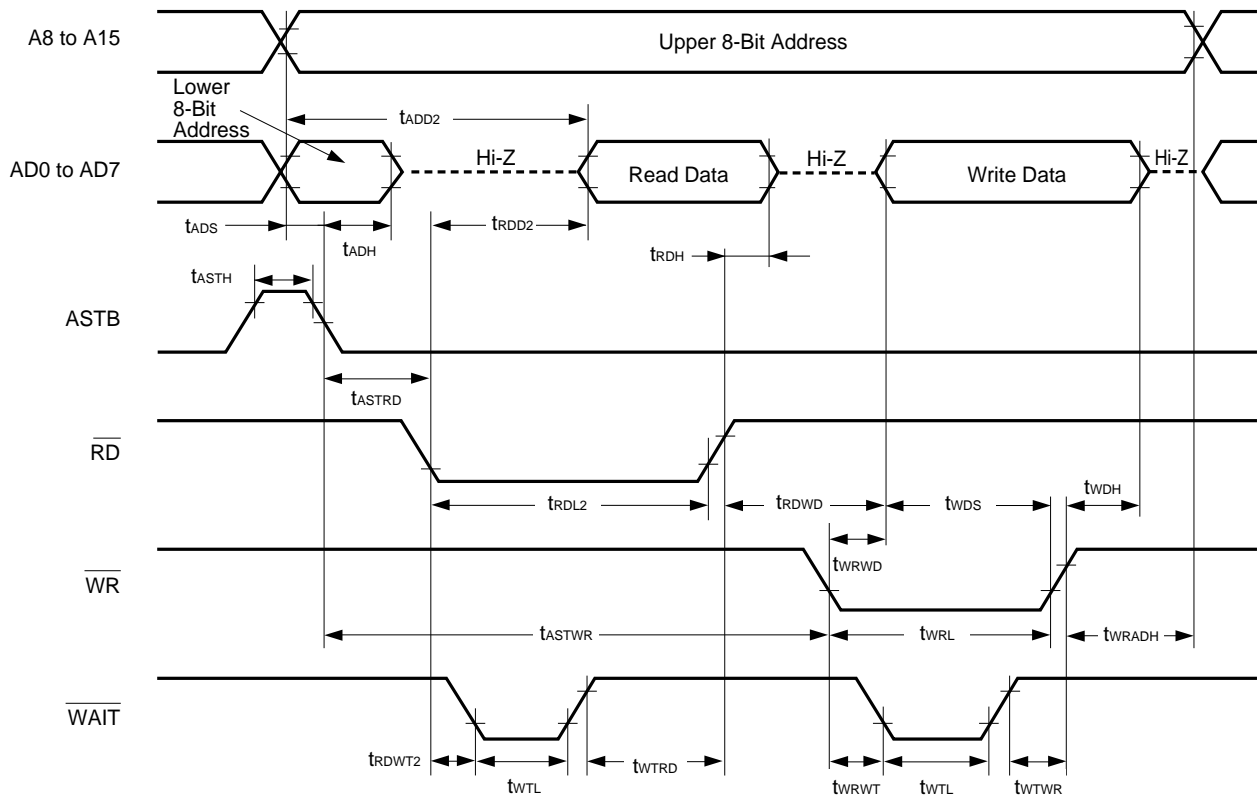 A8 to A15
Upper 8-Bit Address
Lower
8-Bit
Address
tADD2
AD0 to AD7
Hi-Z
Read Data
Hi-Z
Write Data
Hi-Z
tADS
tADH
tRDD2
tRDH
tASTH
ASTB
tASTRD
RD
tRDL2
tRDWD
tWDS
tWDH
WR
tWRWD
tASTWR
tWRL
tWRADH
WAIT
tRDWT2
tWTL
tWTRD
tWRWT
tWTL
tWTWR